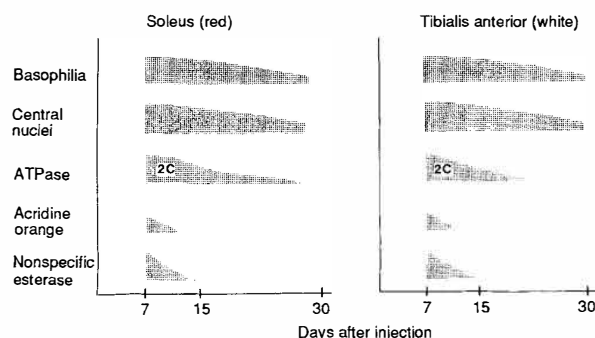 Soleus (red)
Tibialis anterior (white)
Basophilia
Central
nuclei
ATPase
2C
2C
Acridine
orange
Nonspecific
esterase
7 15 30
7 15 30
Days after injection